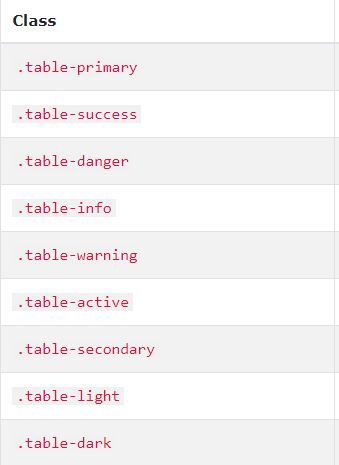 Class
.table-primary
.table-success
.table-danger
.table-info
.table-warning
.table-active
.table-secondary
.table-light
.table-dark